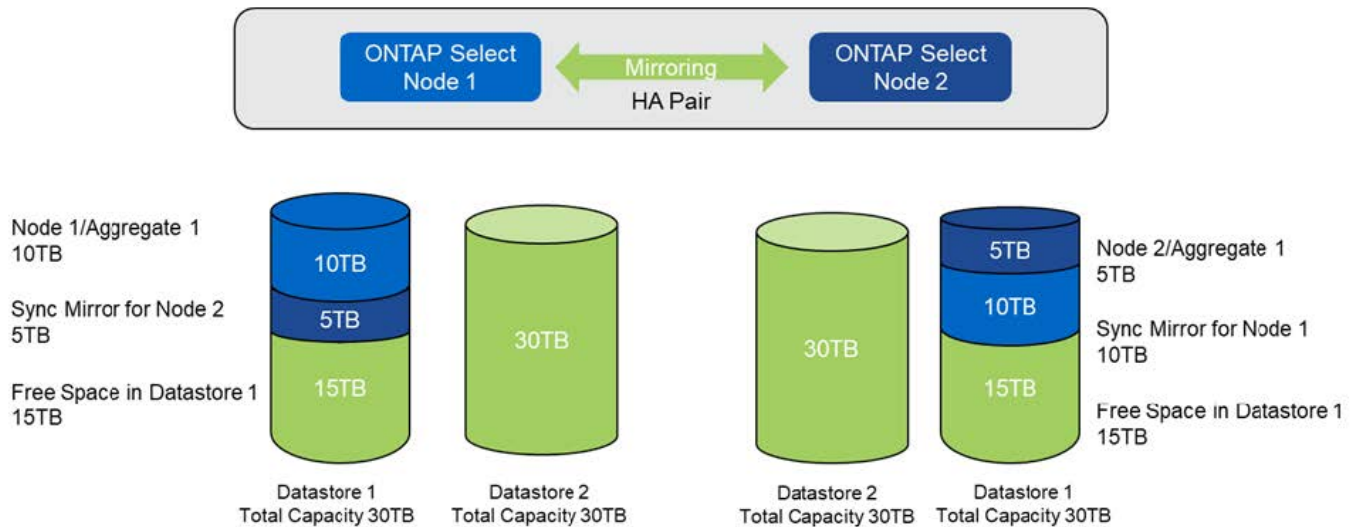 ONTAP Select
Node 1
Mirroring
HA Pair
ONTAP Select
Node 2
Node 1/Aggregate 1
10TB
Sync Mirror for Node 2
5TB
Free Space in Datastore 1
15TB
10TB
5TB
15TB
30TB
30TB
5TB
10TB
15TB
Node 2/Aggregate 1
5TB
Sync Mirror for Node 1
10TB
Free Space in Datastore 1
15TB
Datastore 1
Total Capacity 30TB
Datastore 2
Total Capacity 30TB
Datastore 2
Total Capacity 30TB
Datastore 1
Total Capacity 30TB